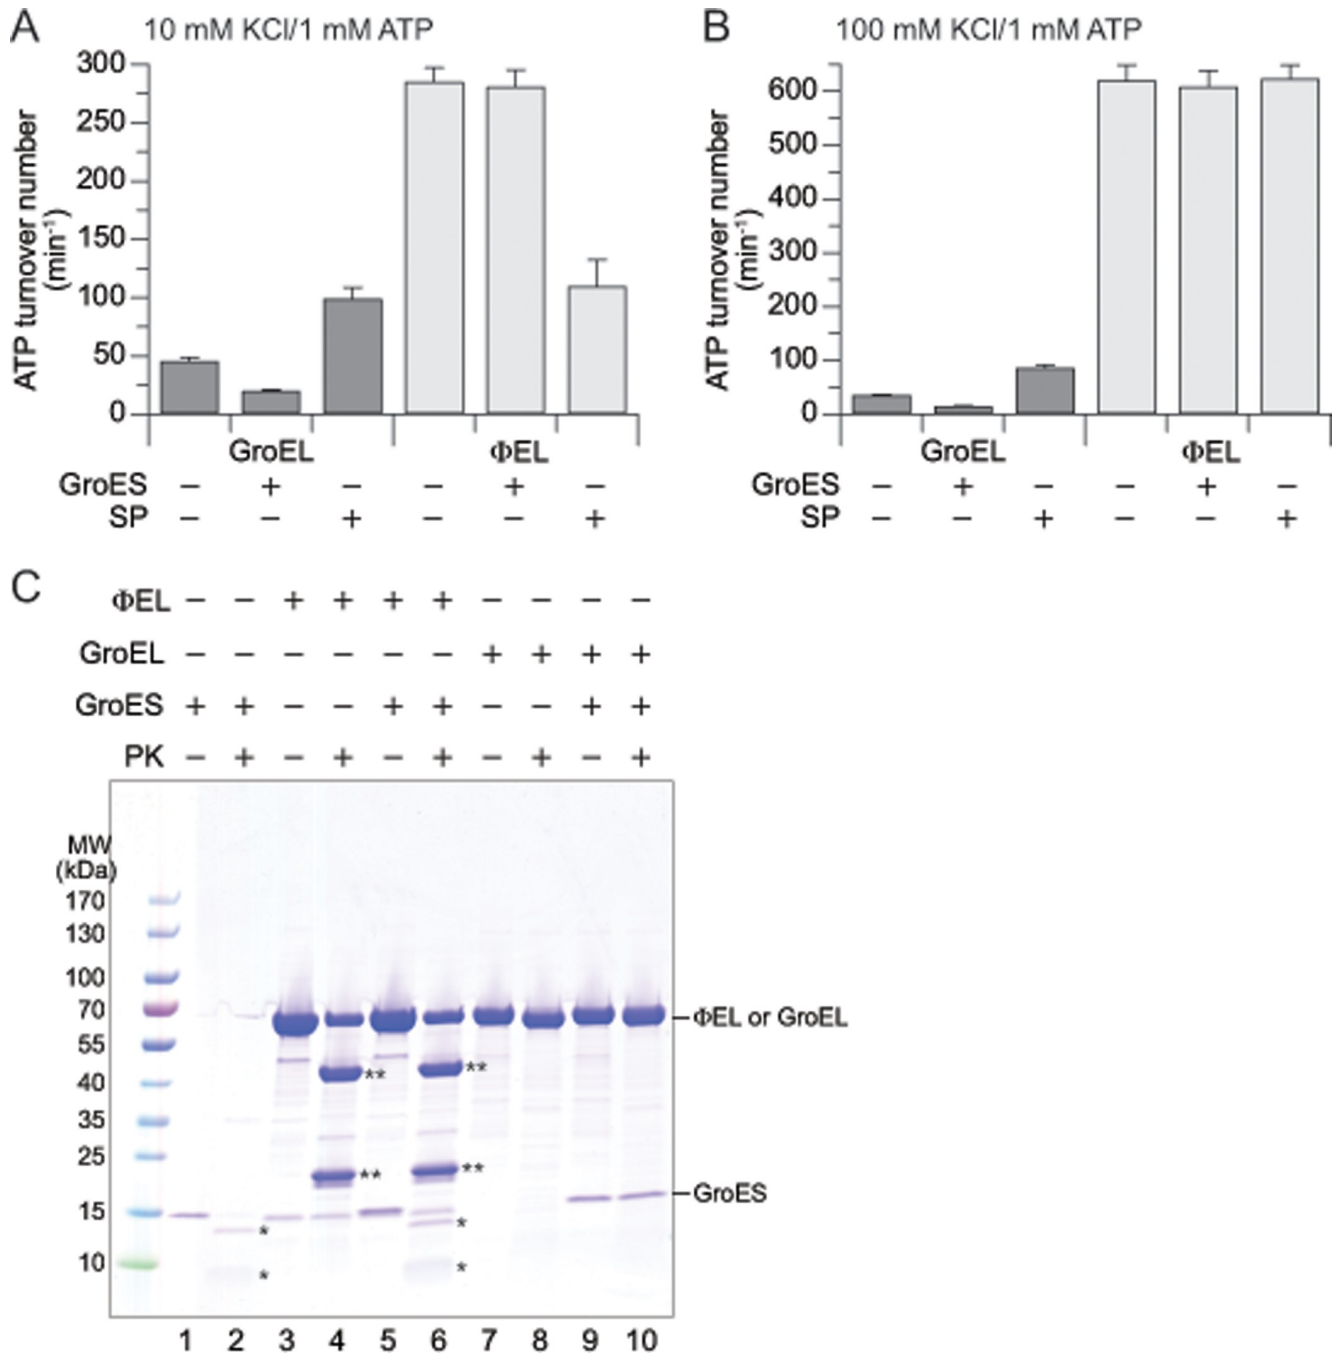 A 10 mM KCl/1 mM ATP
ATP turnover number
(min⁻¹)
300
250
200
150
100
50
0
GroEL ΦEL
GroES − + − − + −
SP − − + − − +
B 100 mM KCl/1 mM ATP
ATP turnover number
(min⁻¹)
600
500
400
300
200
100
0
GroEL ΦEL
GroES − + − − + −
SP − − + − − +
C
ΦEL − − + + + + − − − −
GroEL − − − − − − + + + +
GroES + + − − + + − − + +
PK − + − + − + − + − +
MW
(kDa)
170
130
100
70
ΦEL or GroEL
55
40
** **
35
25
** **
GroES
15
* *
10
* *
1 2 3 4 5 6 7 8 9 10